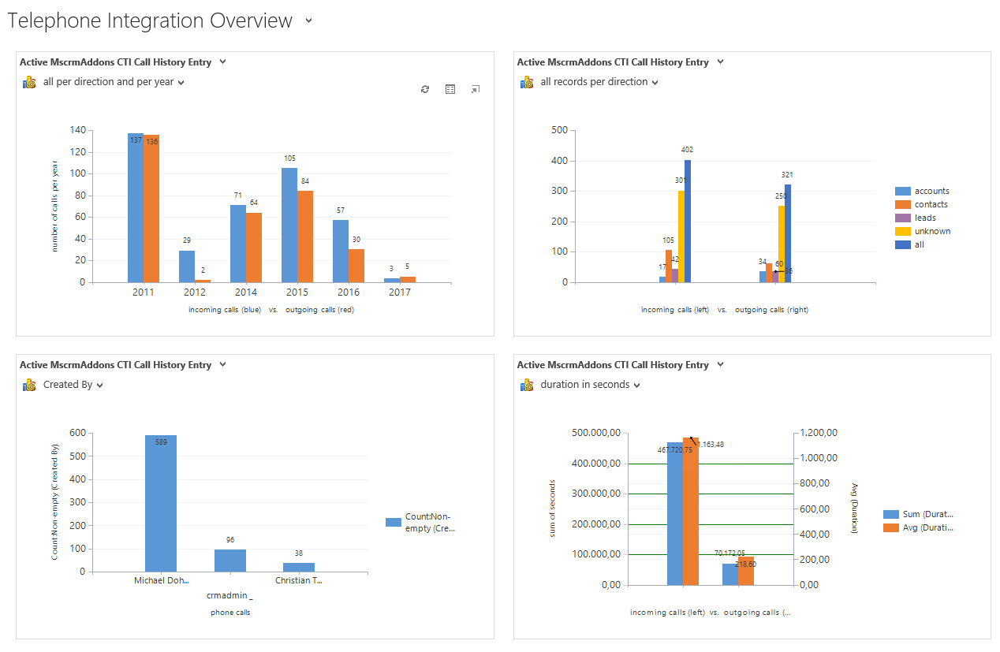 Telephone Integration Overview
Active MscrmAddons CTI Call History Entry
all per direction and per year
140
120
100
80
60
40
20
0
number of calls per year
137
136
29
2
71
64
105
84
57
30
3
5
2011 2012 2014 2015 2016 2017
incoming calls (blue) vs. outgoing calls (red)
Active MscrmAddons CTI Call History Entry
all records per direction
500
400
300
200
100
0
17
105
42
301
402
34
60
36
250
321
incoming calls (left) vs. outgoing calls (right)
accounts
contacts
leads
unknown
all
Active MscrmAddons CTI Call History Entry
Created By
600
500
400
300
200
100
0
Count:Non-empty (Created By)
589
96
38
Michael Doh... Christian T...
crmadmin _
phone calls
Count:Non-
empty (Cre...
Active MscrmAddons CTI Call History Entry
duration in seconds
500.000,00
400.000,00
300.000,00
200.000,00
100.000,00
0,00
sum of seconds
467.720,75
1.163,48
70.172,05
218,60
1.200,00
1.000,00
800,00
600,00
400,00
200,00
0,00
Avg (Duration)
incoming calls (left) vs. outgoing calls (...
Sum (Durat...
Avg (Durati...